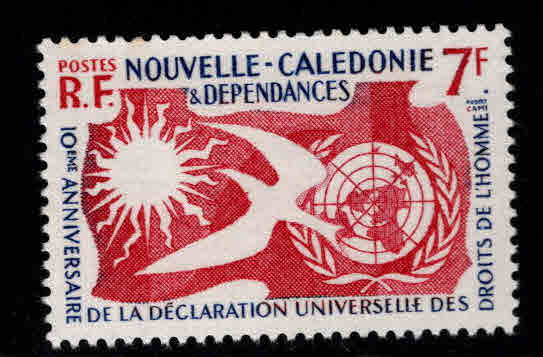 POSTES
R.F.
NOUVELLE-CALEDONIE
& DEPENDANCES
7F
10EME ANNIVERSAIRE DE LA DÉCLARATION UNIVERSELLE DES DROITS DE L'HOMME.